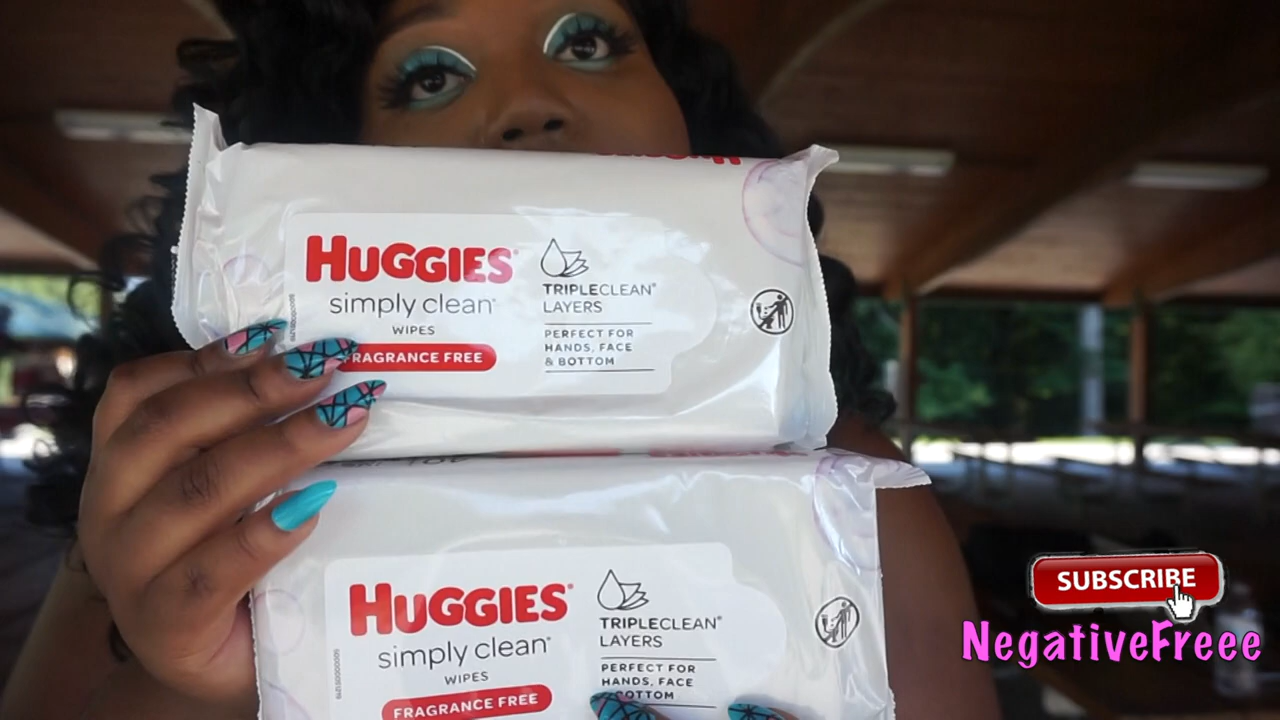 HUGGIES®
simply clean®
WIPES
FRAGRANCE FREE
TRIPLECLEAN®
LAYERS
PERFECT FOR
HANDS, FACE
& BOTTOM
HUGGIES®
simply clean®
WIPES
FRAGRANCE FREE
TRIPLECLEAN®
LAYERS
PERFECT FOR
HANDS, FACE
BOTTOM
SUBSCRIBE
NegativeFreee